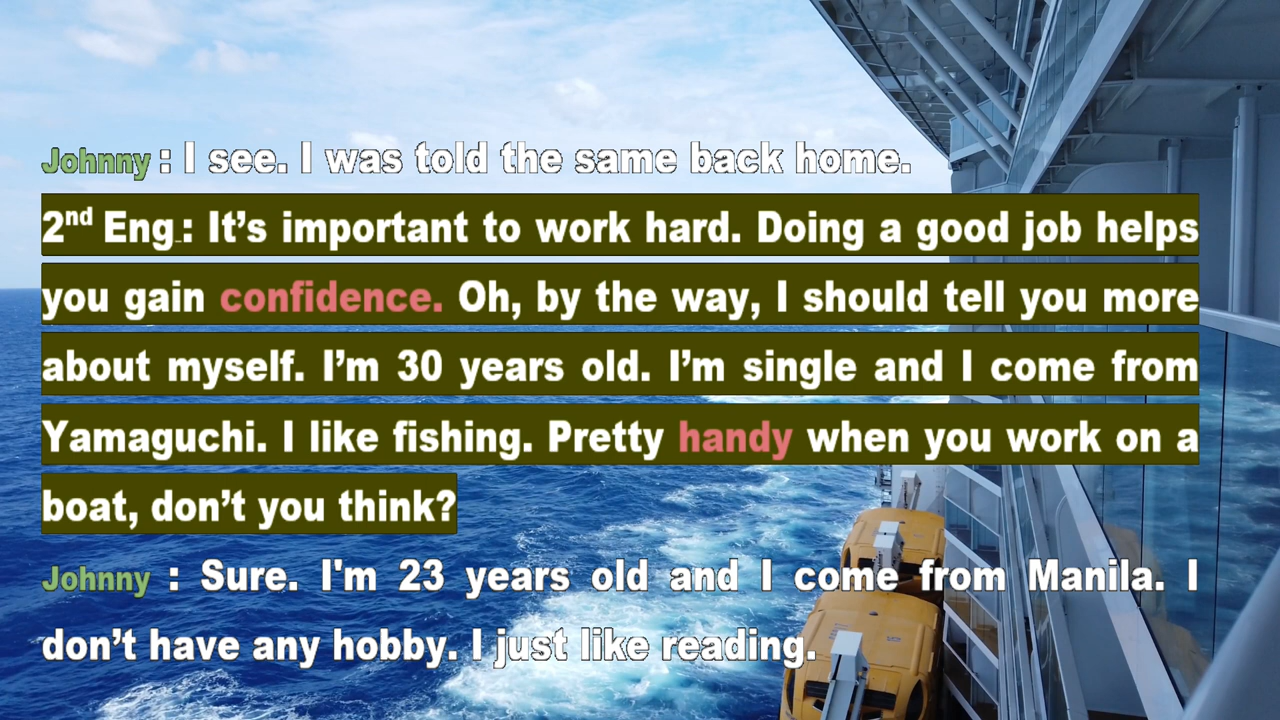 Johnny : I see. I was told the same back home.
2nd Eng.: It’s important to work hard. Doing a good job helps
you gain confidence. Oh, by the way, I should tell you more
about myself. I’m 30 years old. I’m single and I come from
Yamaguchi. I like fishing. Pretty handy when you work on a
boat, don’t you think?
Johnny : Sure. I'm 23 years old and I come from Manila. I
don’t have any hobby. I just like reading.